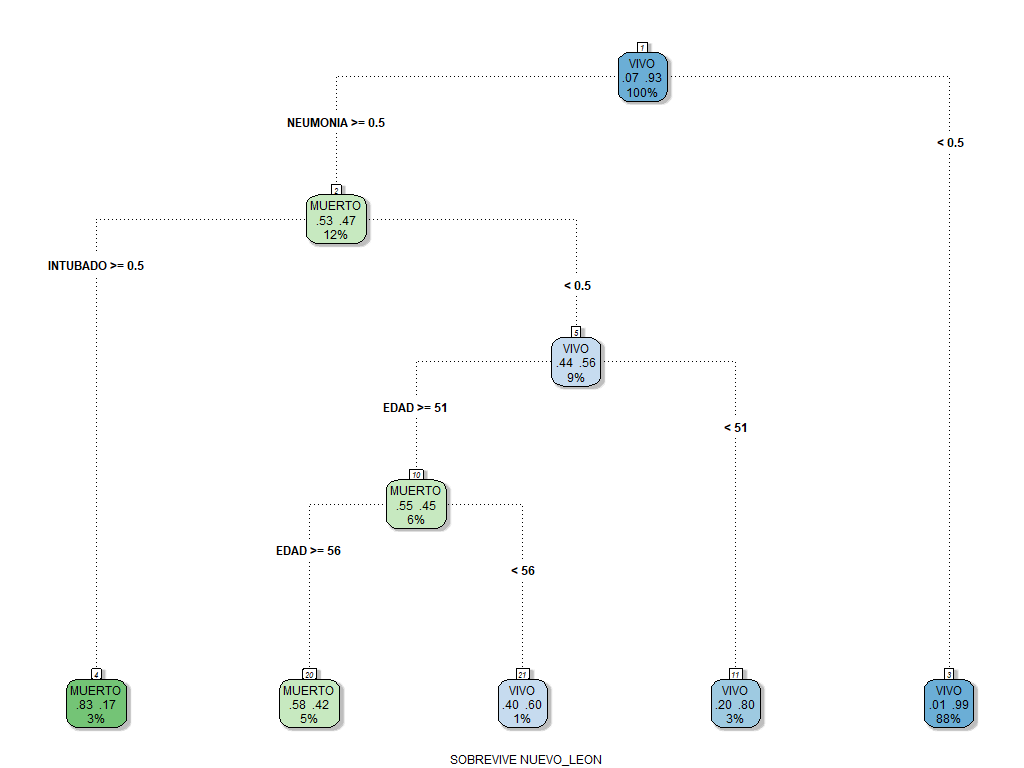 1
VIVO
.07 .93
100%
NEUMONIA >= 0.5
< 0.5
2
MUERTO
.53 .47
12%
INTUBADO >= 0.5
< 0.5
5
VIVO
.44 .56
9%
EDAD >= 51
< 51
10
MUERTO
.55 .45
6%
EDAD >= 56
< 56
4
MUERTO
.83 .17
3%
20
MUERTO
.58 .42
5%
21
VIVO
.40 .60
1%
11
VIVO
.20 .80
3%
3
VIVO
.01 .99
88%
SOBREVIVE NUEVO_LEON